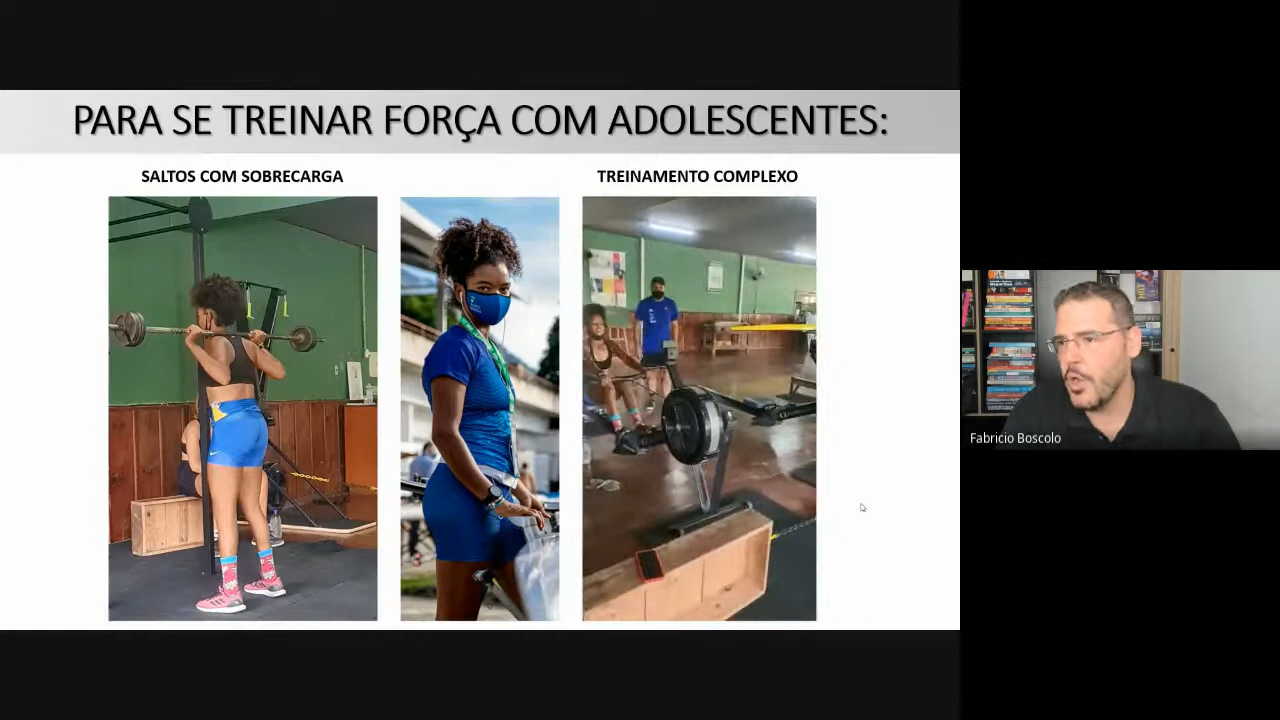 PARA SE TREINAR FORÇA COM ADOLESCENTES:
SALTOS COM SOBRECARGA
TREINAMENTO COMPLEXO
Fabricio Boscolo